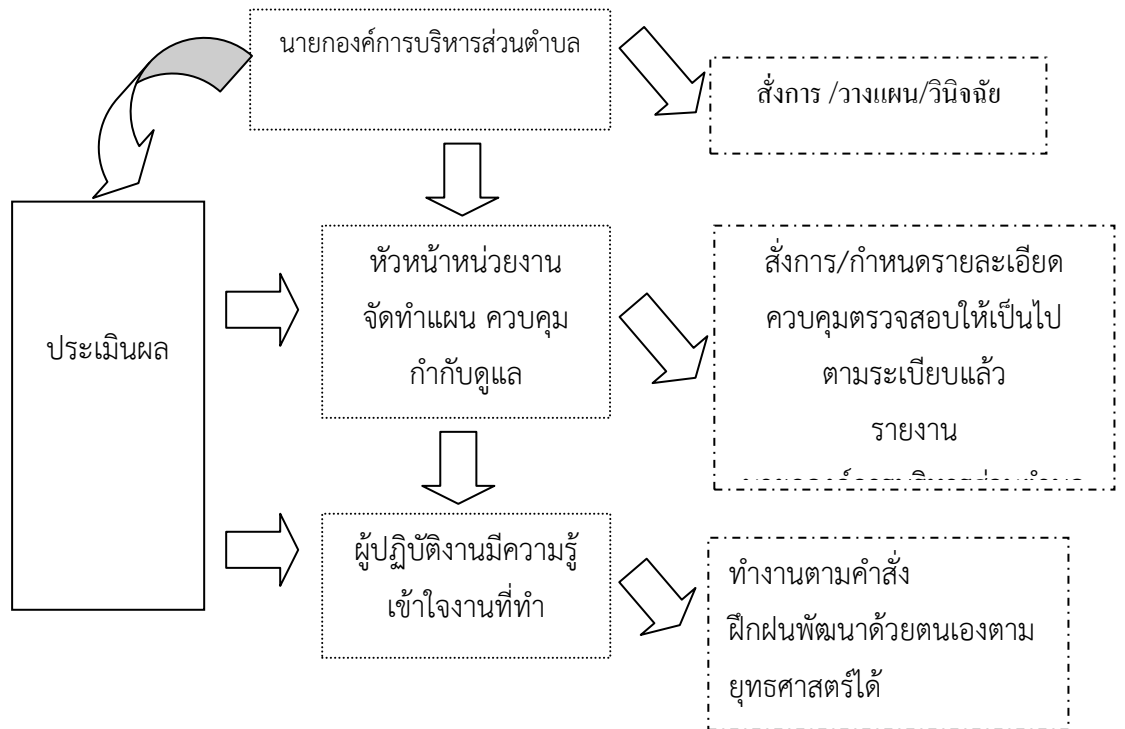 นายกองค์การบริหารส่วนตำบล
สั่งการ /วางแผน/วินิจฉัย
ประเมินผล
หัวหน้าหน่วยงาน
จัดทำแผน ควบคุม
กำกับดูแล
สั่งการ/กำหนดรายละเอียด
ควบคุมตรวจสอบให้เป็นไป
ตามระเบียบแล้ว
รายงาน
ผู้ปฏิบัติงานมีความรู้
เข้าใจงานที่ทำ
ทำงานตามคำสั่ง
ฝึกฝนพัฒนาด้วยตนเองตาม
ยุทธศาสตร์ได้